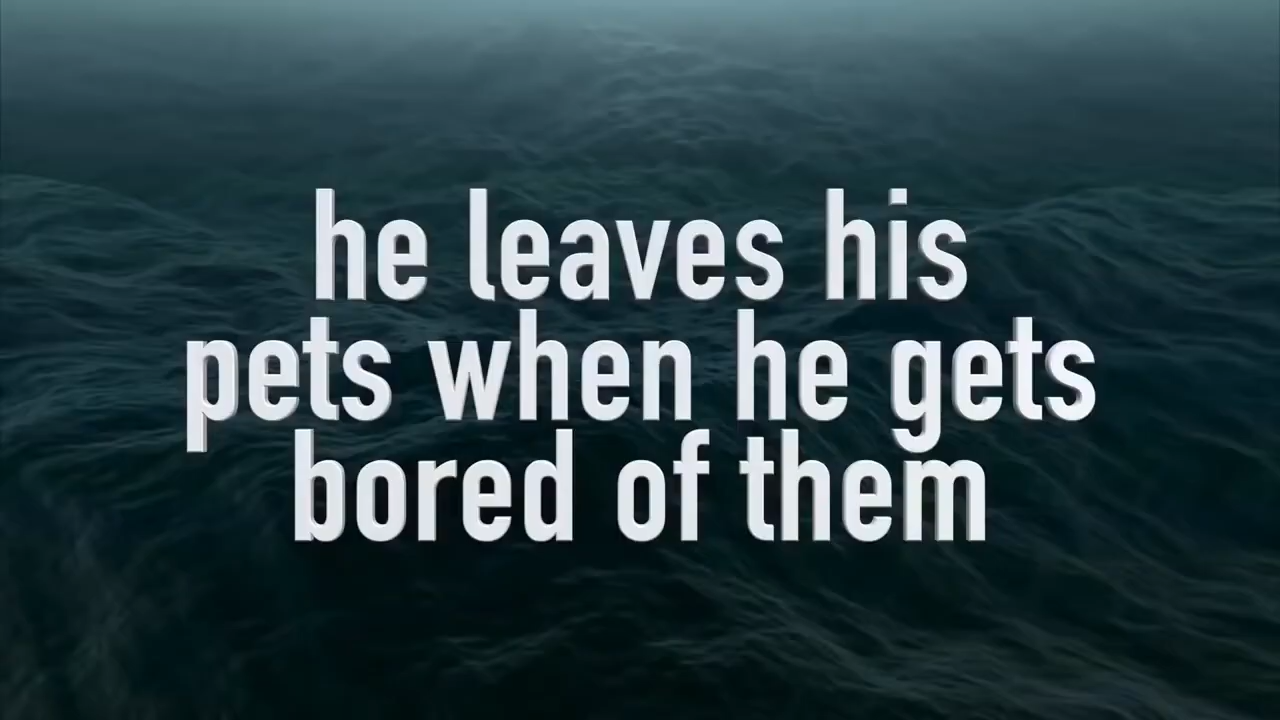 he leaves his
pets when he gets
bored of them